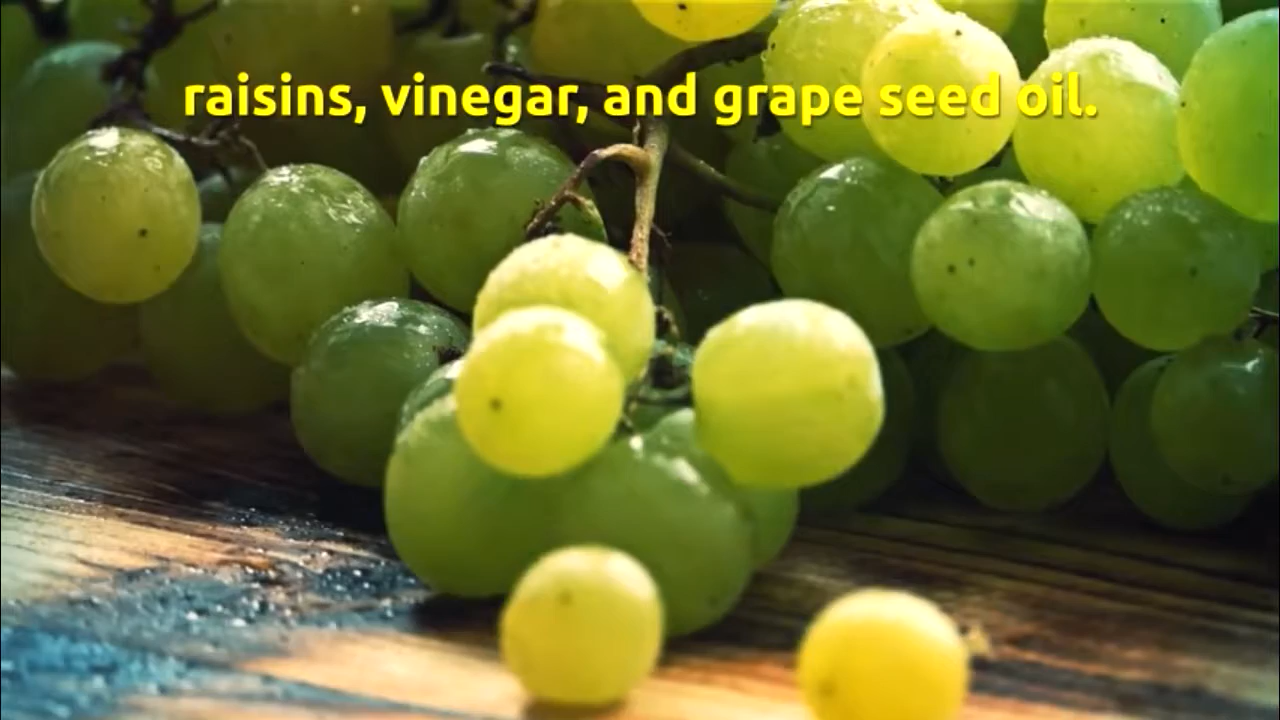 raisins, vinegar, and grape seed oil.